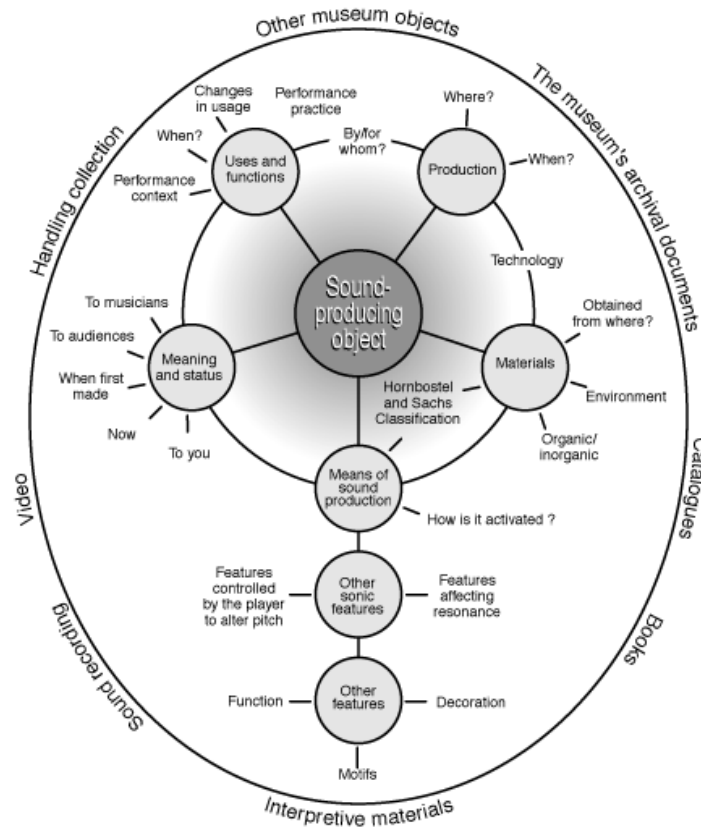 Other museum objects
The museum's archival documents
Catalogues
Books
Interpretive materials
Sound recording
Video
Handling collection
Changes
in usage
Performance
practice
When?
By/for
whom?
Performance
context
Uses and
functions
Where?
When?
Production
Technology
Sound-
producing
object
To musicians
To audiences
When first
made
Now
To you
Meaning
and status
Obtained
from where?
Materials
Environment
Organic/
inorganic
Hornbostel
and Sachs
Classification
Means of
sound
production
How is it activated ?
Features
controlled
by the player
to alter pitch
Other
sonic
features
Features
affecting
resonance
Function
Other
features
Decoration
Motifs